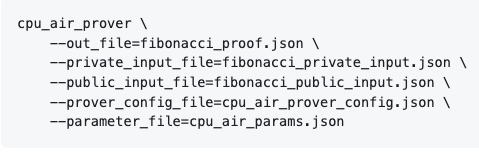 cpu_air_prover \
    --out_file=fibonacci_proof.json \
    --private_input_file=fibonacci_private_input.json \
    --public_input_file=fibonacci_public_input.json \
    --prover_config_file=cpu_air_prover_config.json \
    --parameter_file=cpu_air_params.json